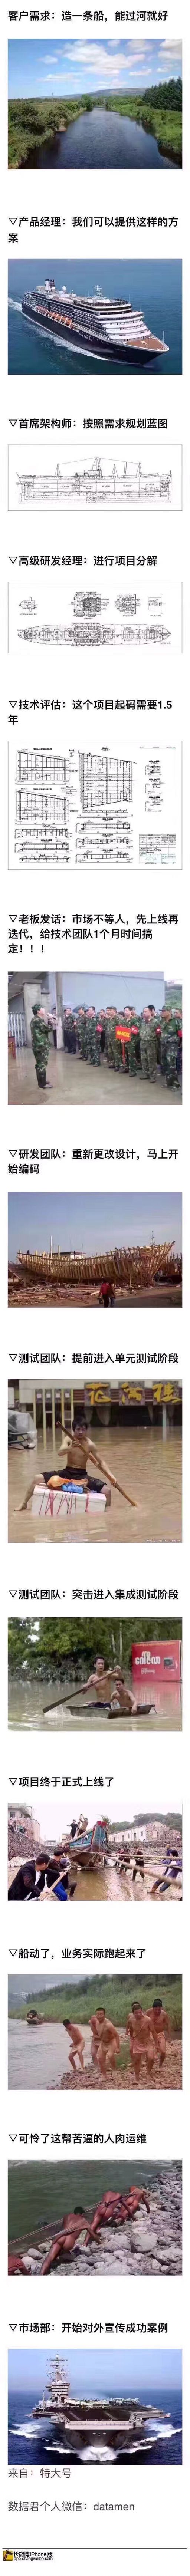 客户需求：造一条船，能过河就好
▽产品经理：我们可以提供这样的方
案
▽首席架构师：按照需求规划蓝图
▽高级研发经理：进行项目分解
▽技术评估：这个项目起码需要1.5
年
▽老板发话：市场不等人，先上线再
迭代，给技术团队1个月时间搞
定！！！
▽研发团队：重新更改设计，马上开
始编码
▽测试团队：提前进入单元测试阶段
▽测试团队：突击进入集成测试阶段
▽项目终于正式上线了
▽船动了，业务实际跑起来了
▽可怜了这帮苦逼的人肉运维
▽市场部：开始对外宣传成功案例
来自：特大号
数据君个人微信：datamen
长微博iPhone版
app.changweibo.com